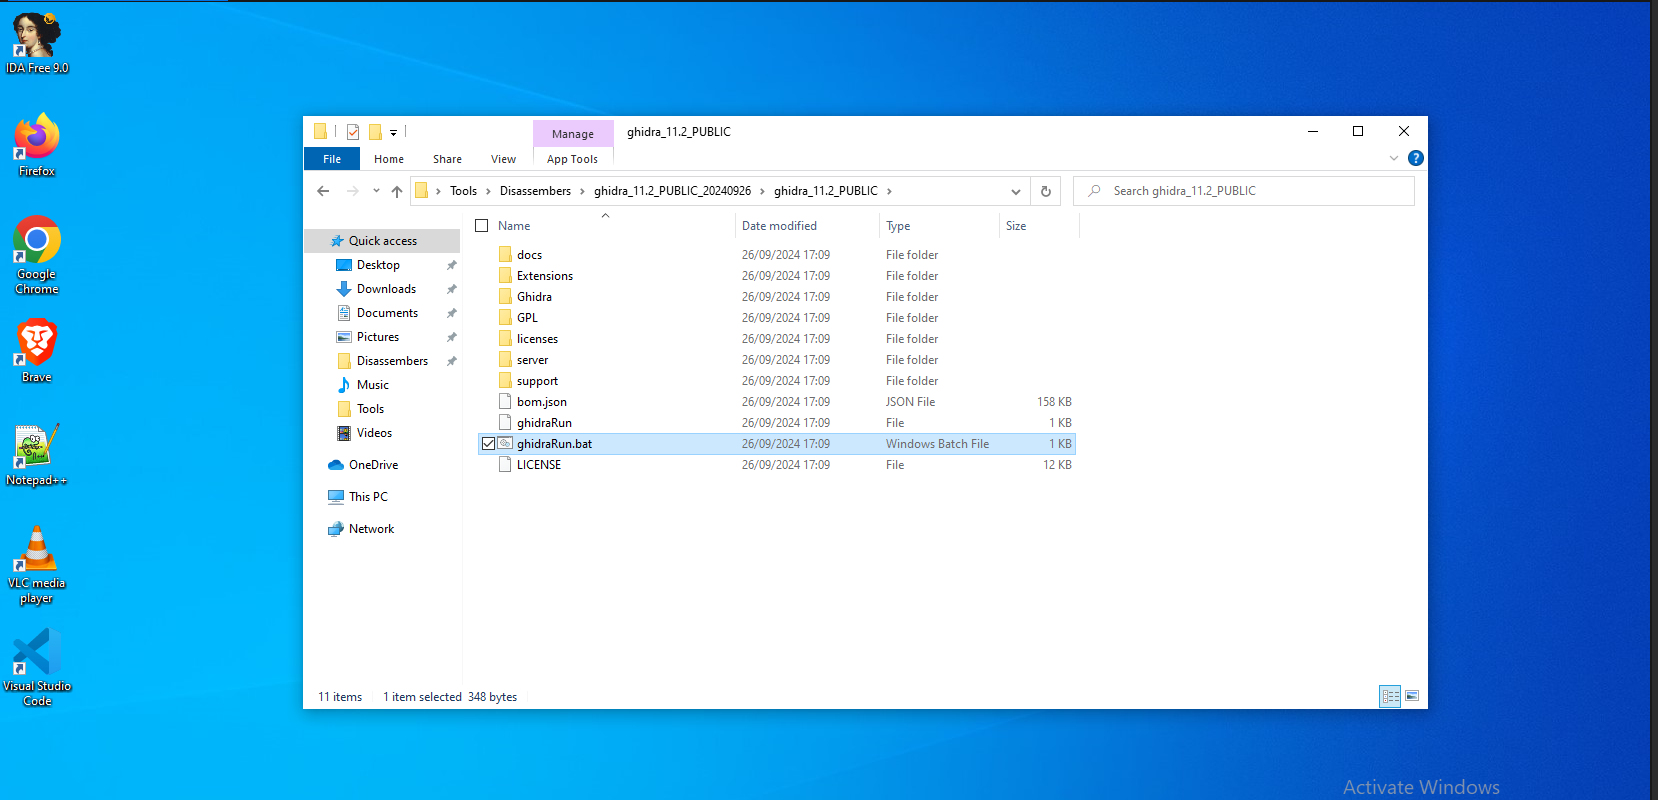 IDA Free 9.0
Firefox
Google
Chrome
Brave
Notepad++
VLC media
player
Visual Studio
Code
Manage
ghidra_11.2_PUBLIC
File
Home
Share
View
App Tools
Tools
Disassembers
ghidra_11.2_PUBLIC_20240926
ghidra_11.2_PUBLIC
Search ghidra_11.2_PUBLIC
Quick access
Desktop
Downloads
Documents
Pictures
Disassembers
Music
Tools
Videos
OneDrive
This PC
Network
Name Date modified Type Size
docs 26/09/2024 17:09 File folder
Extensions 26/09/2024 17:09 File folder
Ghidra 26/09/2024 17:09 File folder
GPL 26/09/2024 17:09 File folder
licenses 26/09/2024 17:09 File folder
server 26/09/2024 17:09 File folder
support 26/09/2024 17:09 File folder
bom.json 26/09/2024 17:09 JSON File 158 KB
ghidraRun 26/09/2024 17:09 File 1 KB
ghidraRun.bat 26/09/2024 17:09 Windows Batch File 1 KB
LICENSE 26/09/2024 17:09 File 12 KB
11 items 1 item selected 348 bytes
Activate Windows